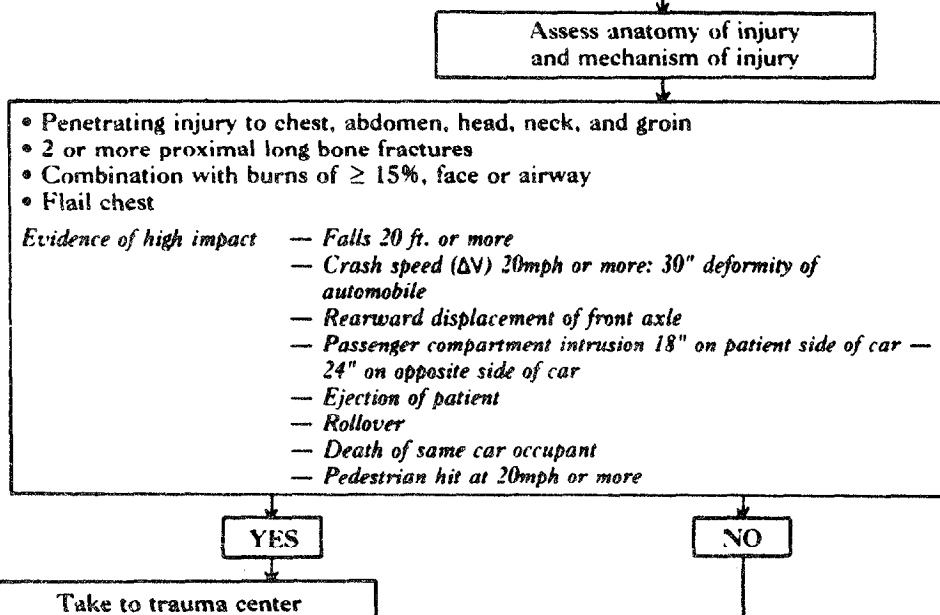 Assess anatomy of injury
and mechanism of injury
• Penetrating injury to chest, abdomen, head, neck, and groin
• 2 or more proximal long bone fractures
• Combination with burns of ≥ 15%, face or airway
• Flail chest
Evidence of high impact — Falls 20 ft. or more
— Crash speed (ΔV) 20mph or more: 30" deformity of
automobile
— Rearward displacement of front axle
— Passenger compartment intrusion 18" on patient side of car —
24" on opposite side of car
— Ejection of patient
— Rollover
— Death of same car occupant
— Pedestrian hit at 20mph or more
YES NO
Take to trauma center